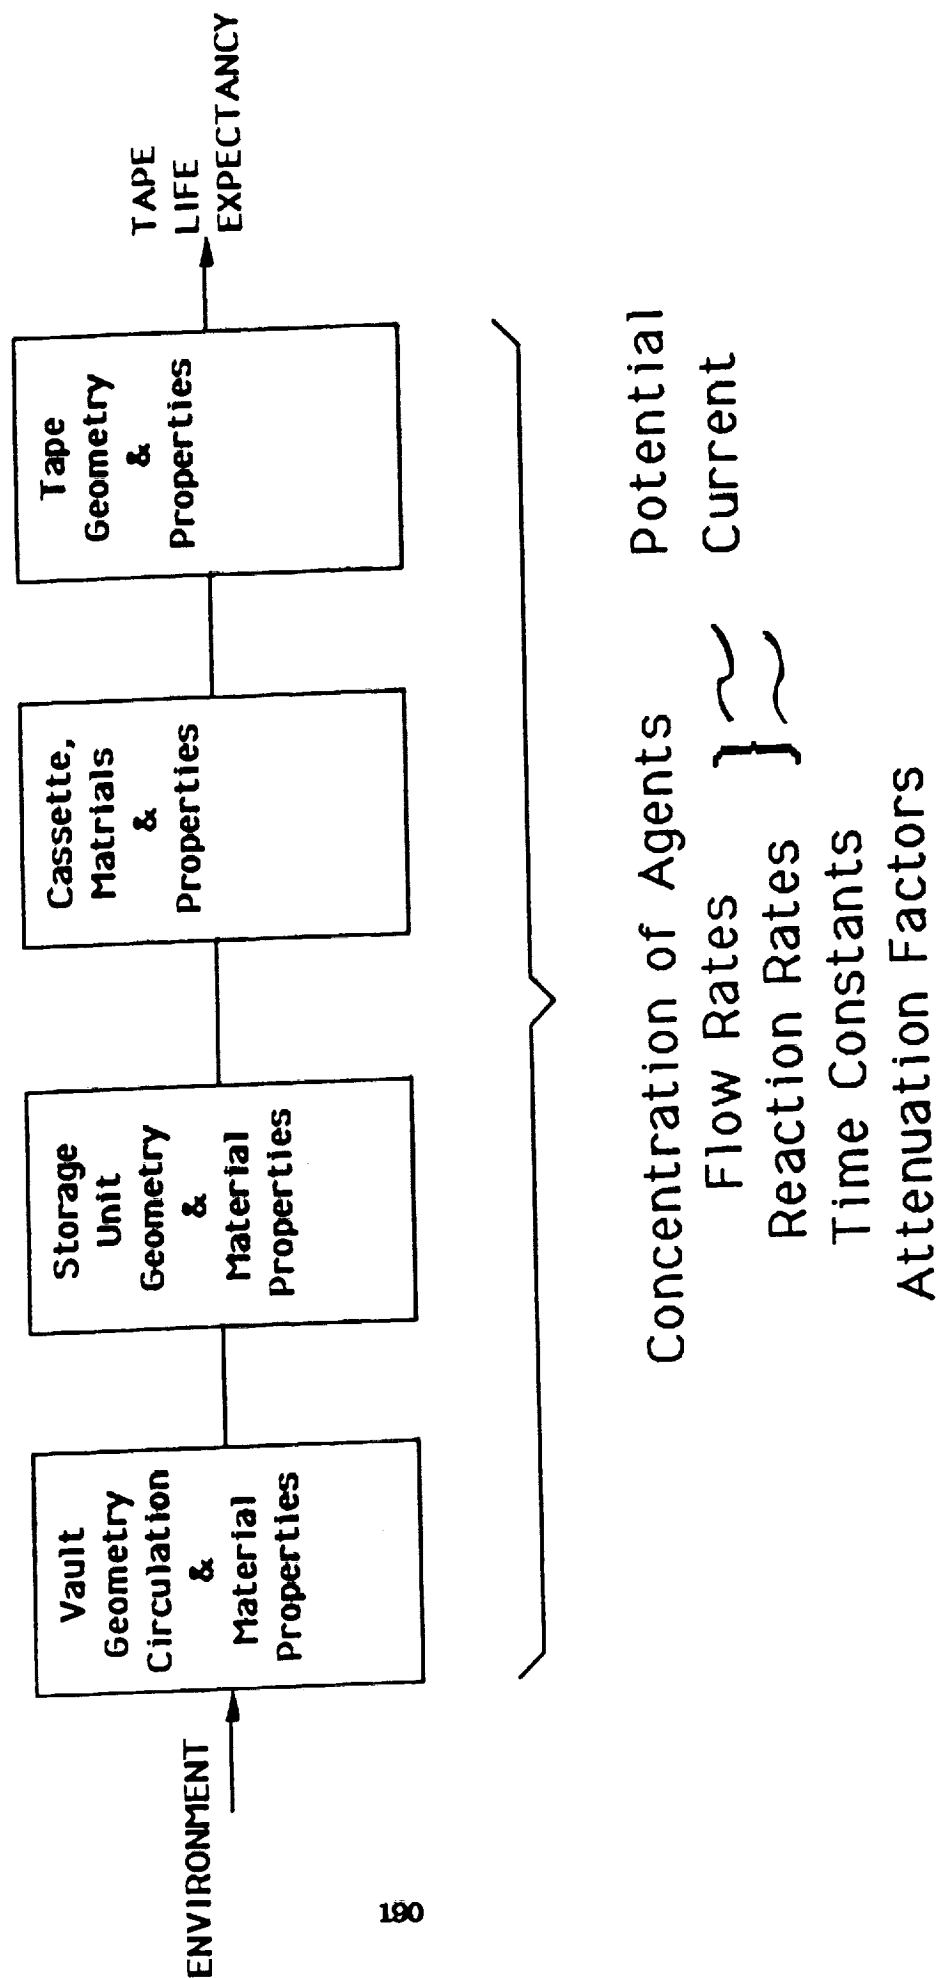 ENVIRONMENT
Vault
Geometry
Circulation
&
Material
Properties
Storage
Unit
Geometry
&
Material
Properties
Cassette,
Matrials
&
Properties
Tape
Geometry
&
Properties
TAPE
LIFE
EXPECTANCY
Concentration of Agents ~ Potential
Flow Rates } ~ Current
Reaction Rates
Time Constants
Attenuation Factors
190